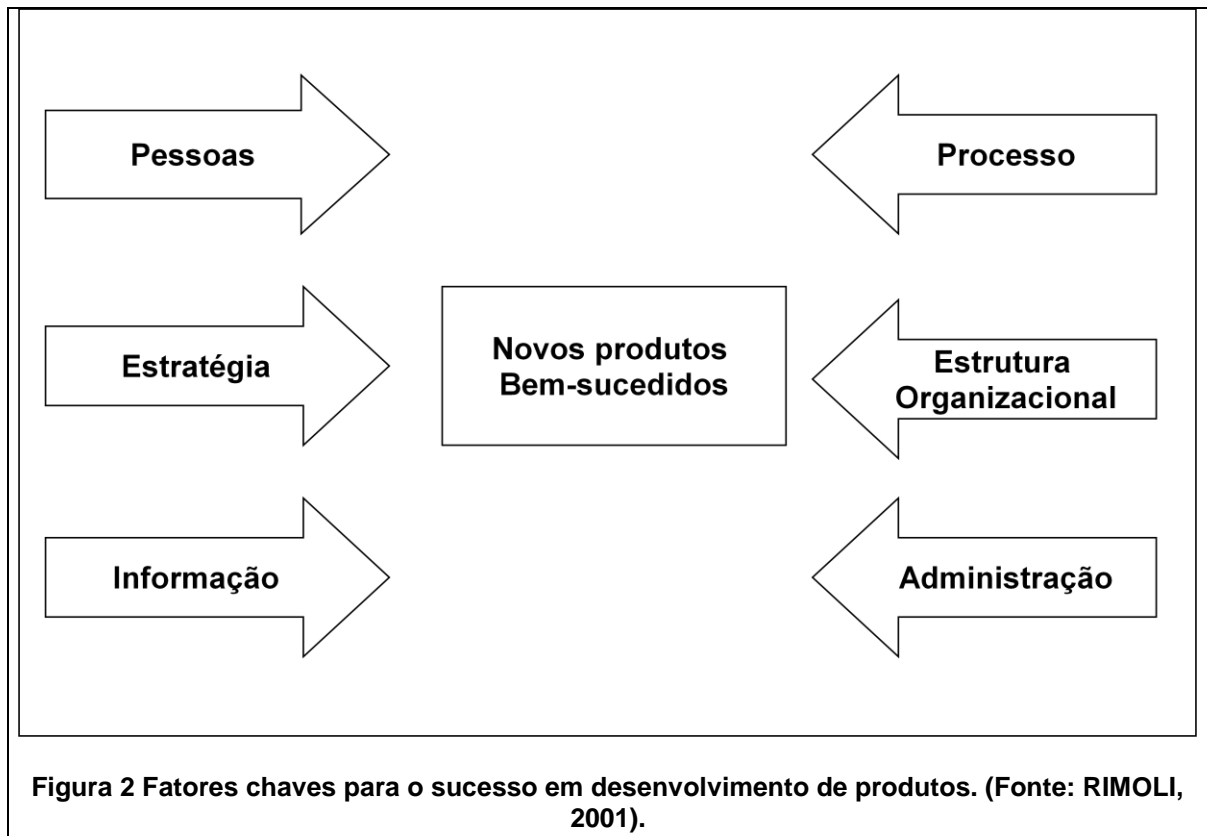 Pessoas
Processo
Estratégia
Novos produtos
Bem-sucedidos
Estrutura
Organizacional
Informação
Administração
Figura 2 Fatores chaves para o sucesso em desenvolvimento de produtos. (Fonte: RIMOLI,
2001).